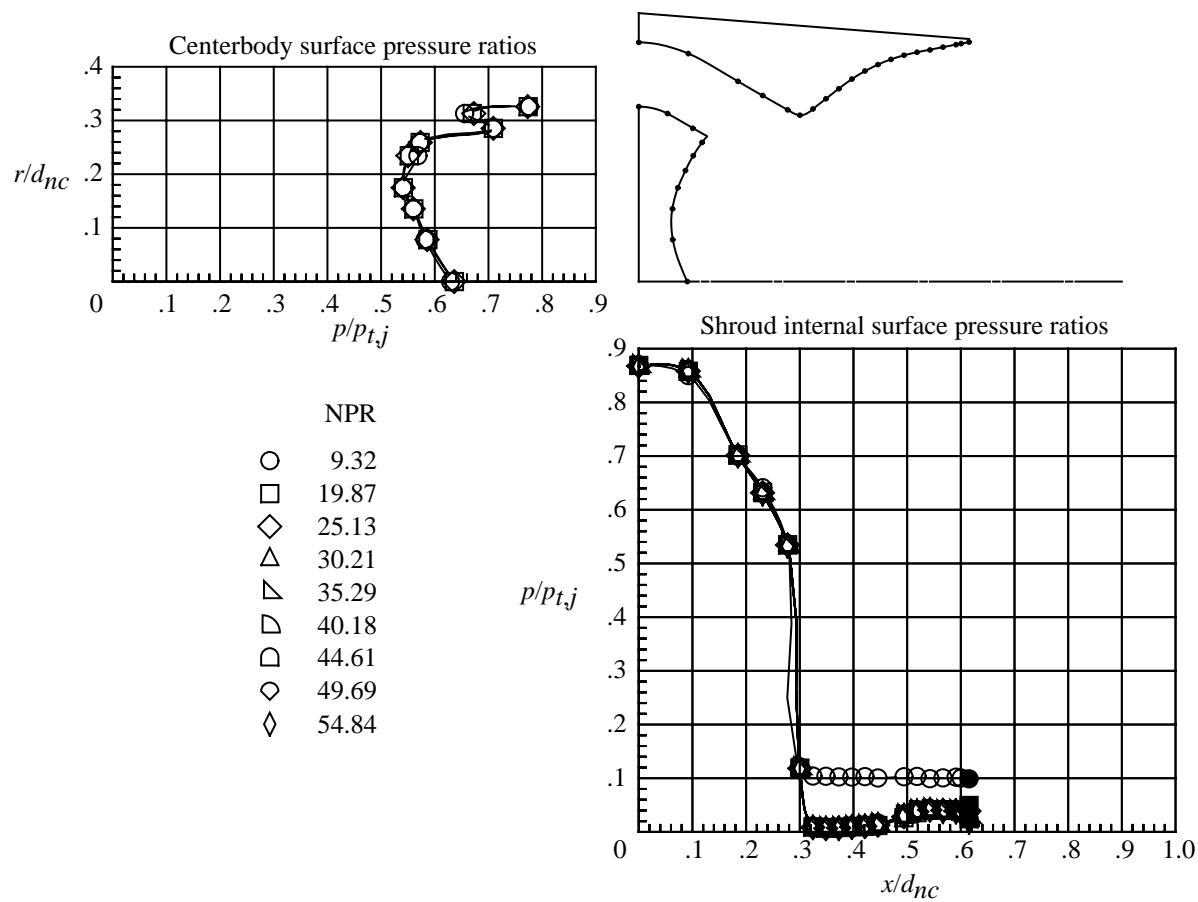 Centerbody surface pressure ratios
.4
.3
.2
.1
0
r/dnc
0 .1 .2 .3 .4 .5 .6 .7 .8 .9
p/pt,j
NPR
9.32
19.87
25.13
30.21
35.29
40.18
44.61
49.69
54.84
Shroud internal surface pressure ratios
.9
.8
.7
.6
.5
.4
.3
.2
.1
p/pt,j
0 .1 .2 .3 .4 .5 .6 .7 .8 .9 1.0
x/dnc